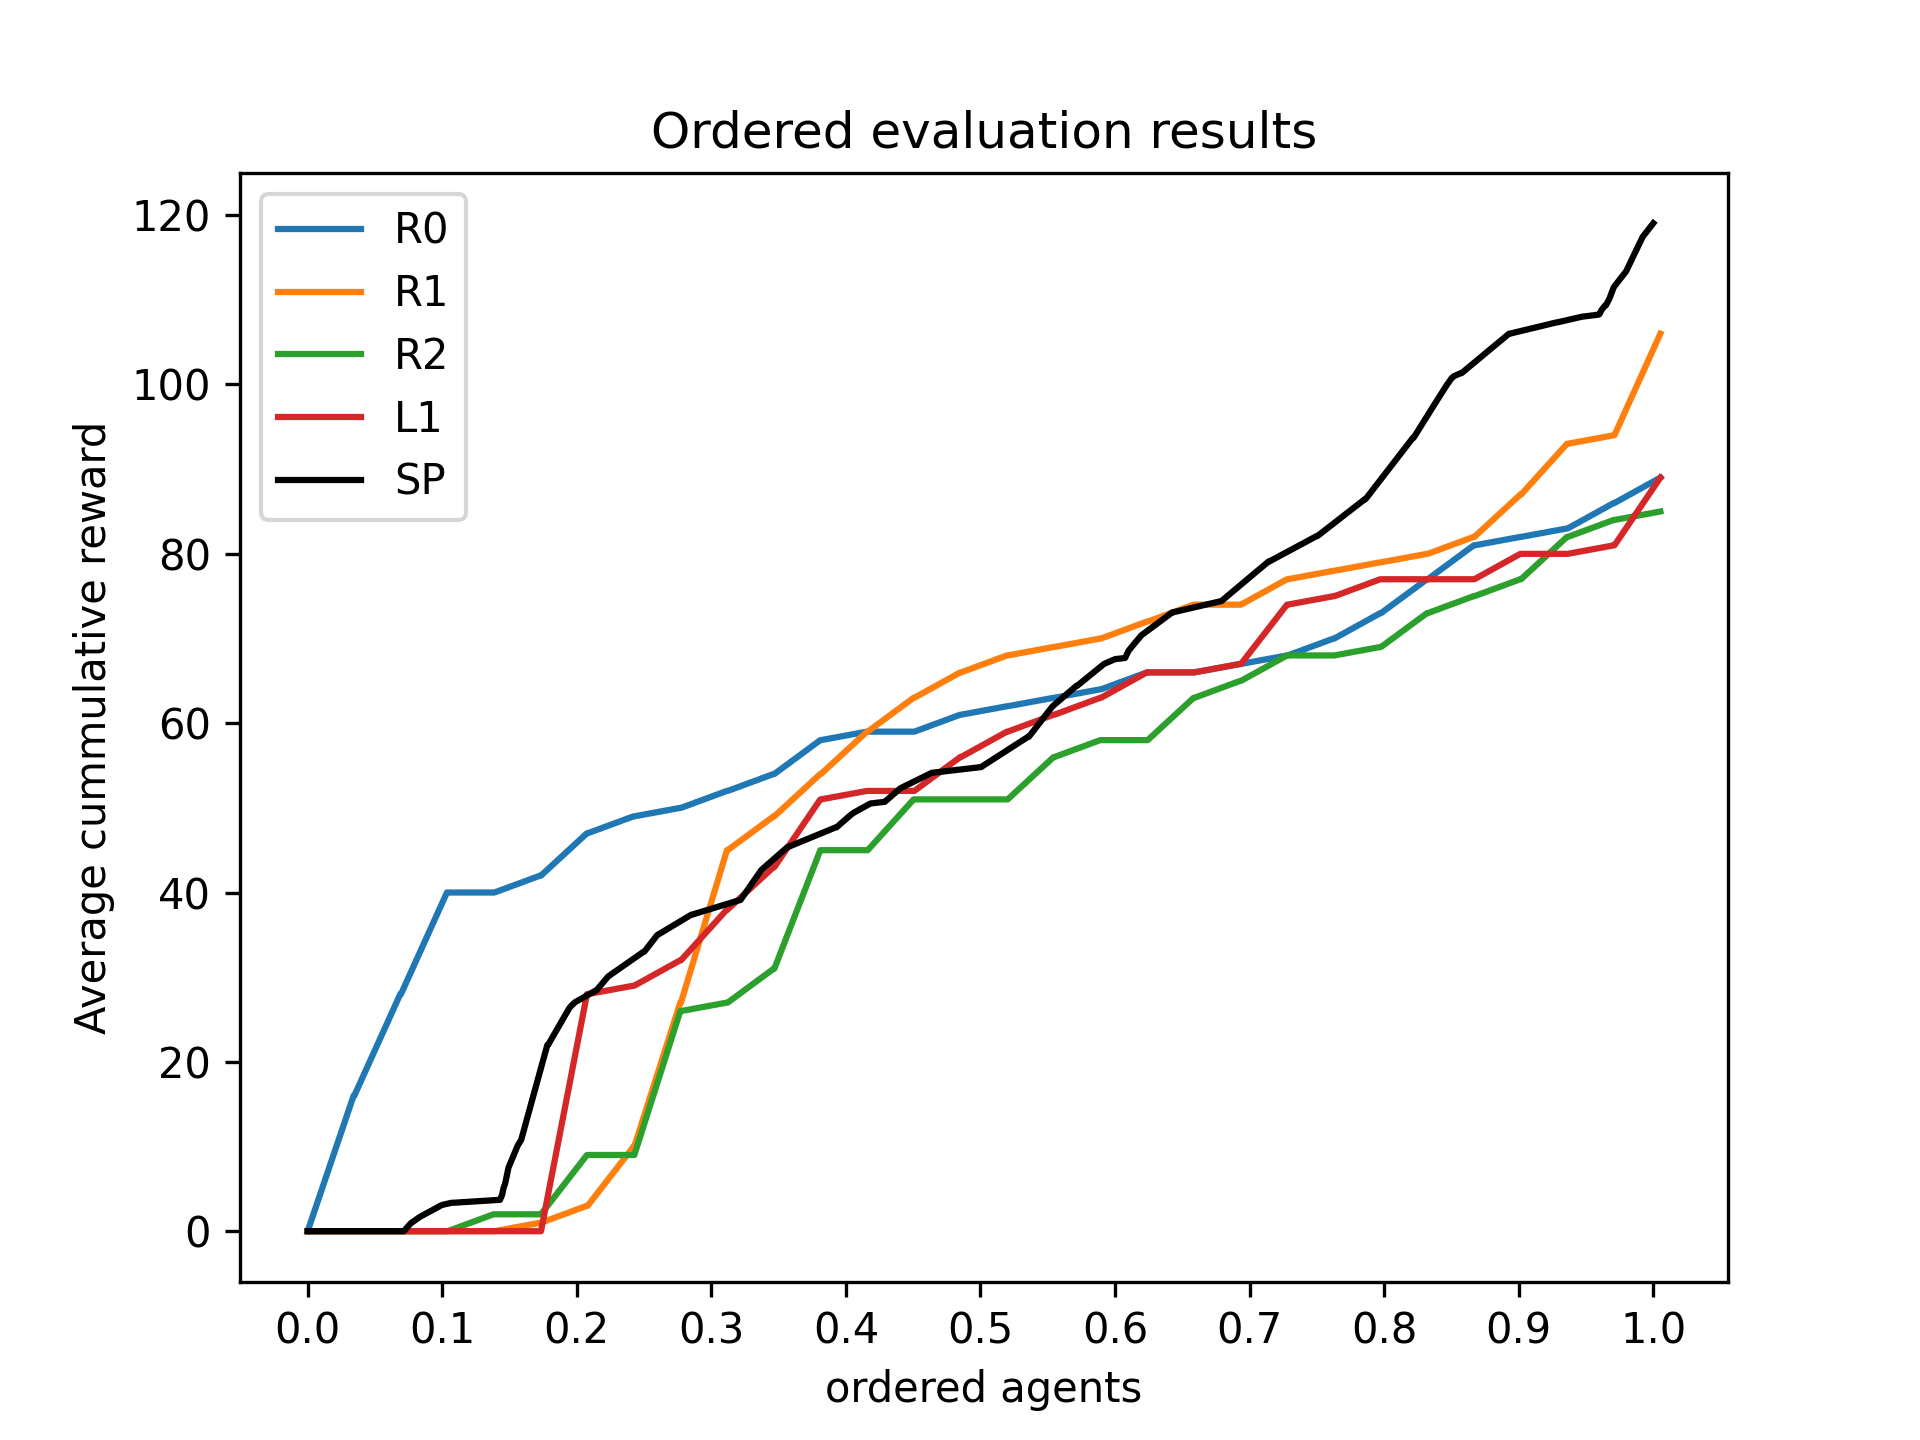 Ordered evaluation results
R0
R1
R2
L1
SP
Average cummulative reward
120
100
80
60
40
20
0
0.0 0.1 0.2 0.3 0.4 0.5 0.6 0.7 0.8 0.9 1.0
ordered agents